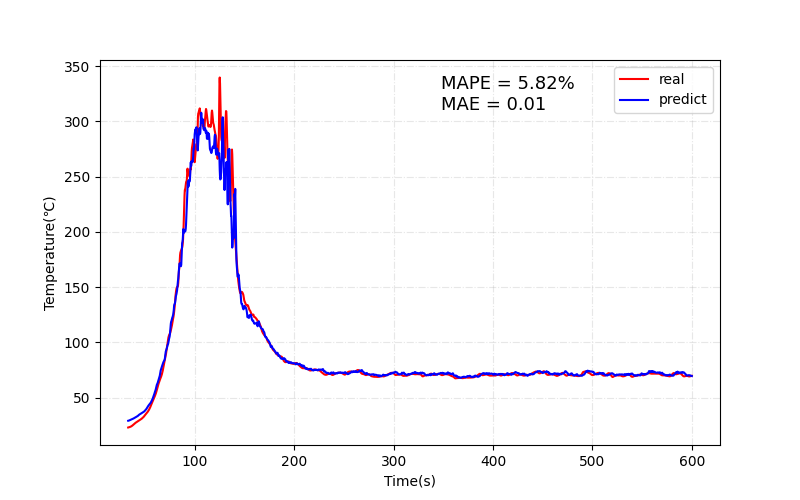 MAPE = 5.82%
MAE = 0.01
real
predict
350
300
250
200
150
100
50
Temperature(℃)
100 200 300 400 500 600
Time(s)